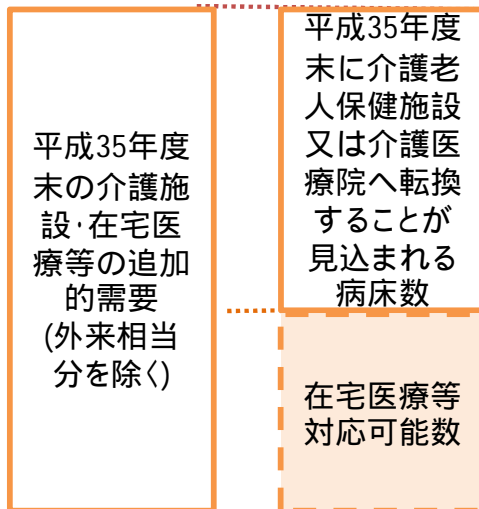 平成35年度
末の介護施
設・在宅医
療等の追加
的需要
(外来相当
分を除く)
平成35年度
末に介護老
人保健施設
又は介護医
療院へ転換
することが
見込まれる
病床数
在宅医療等
対応可能数